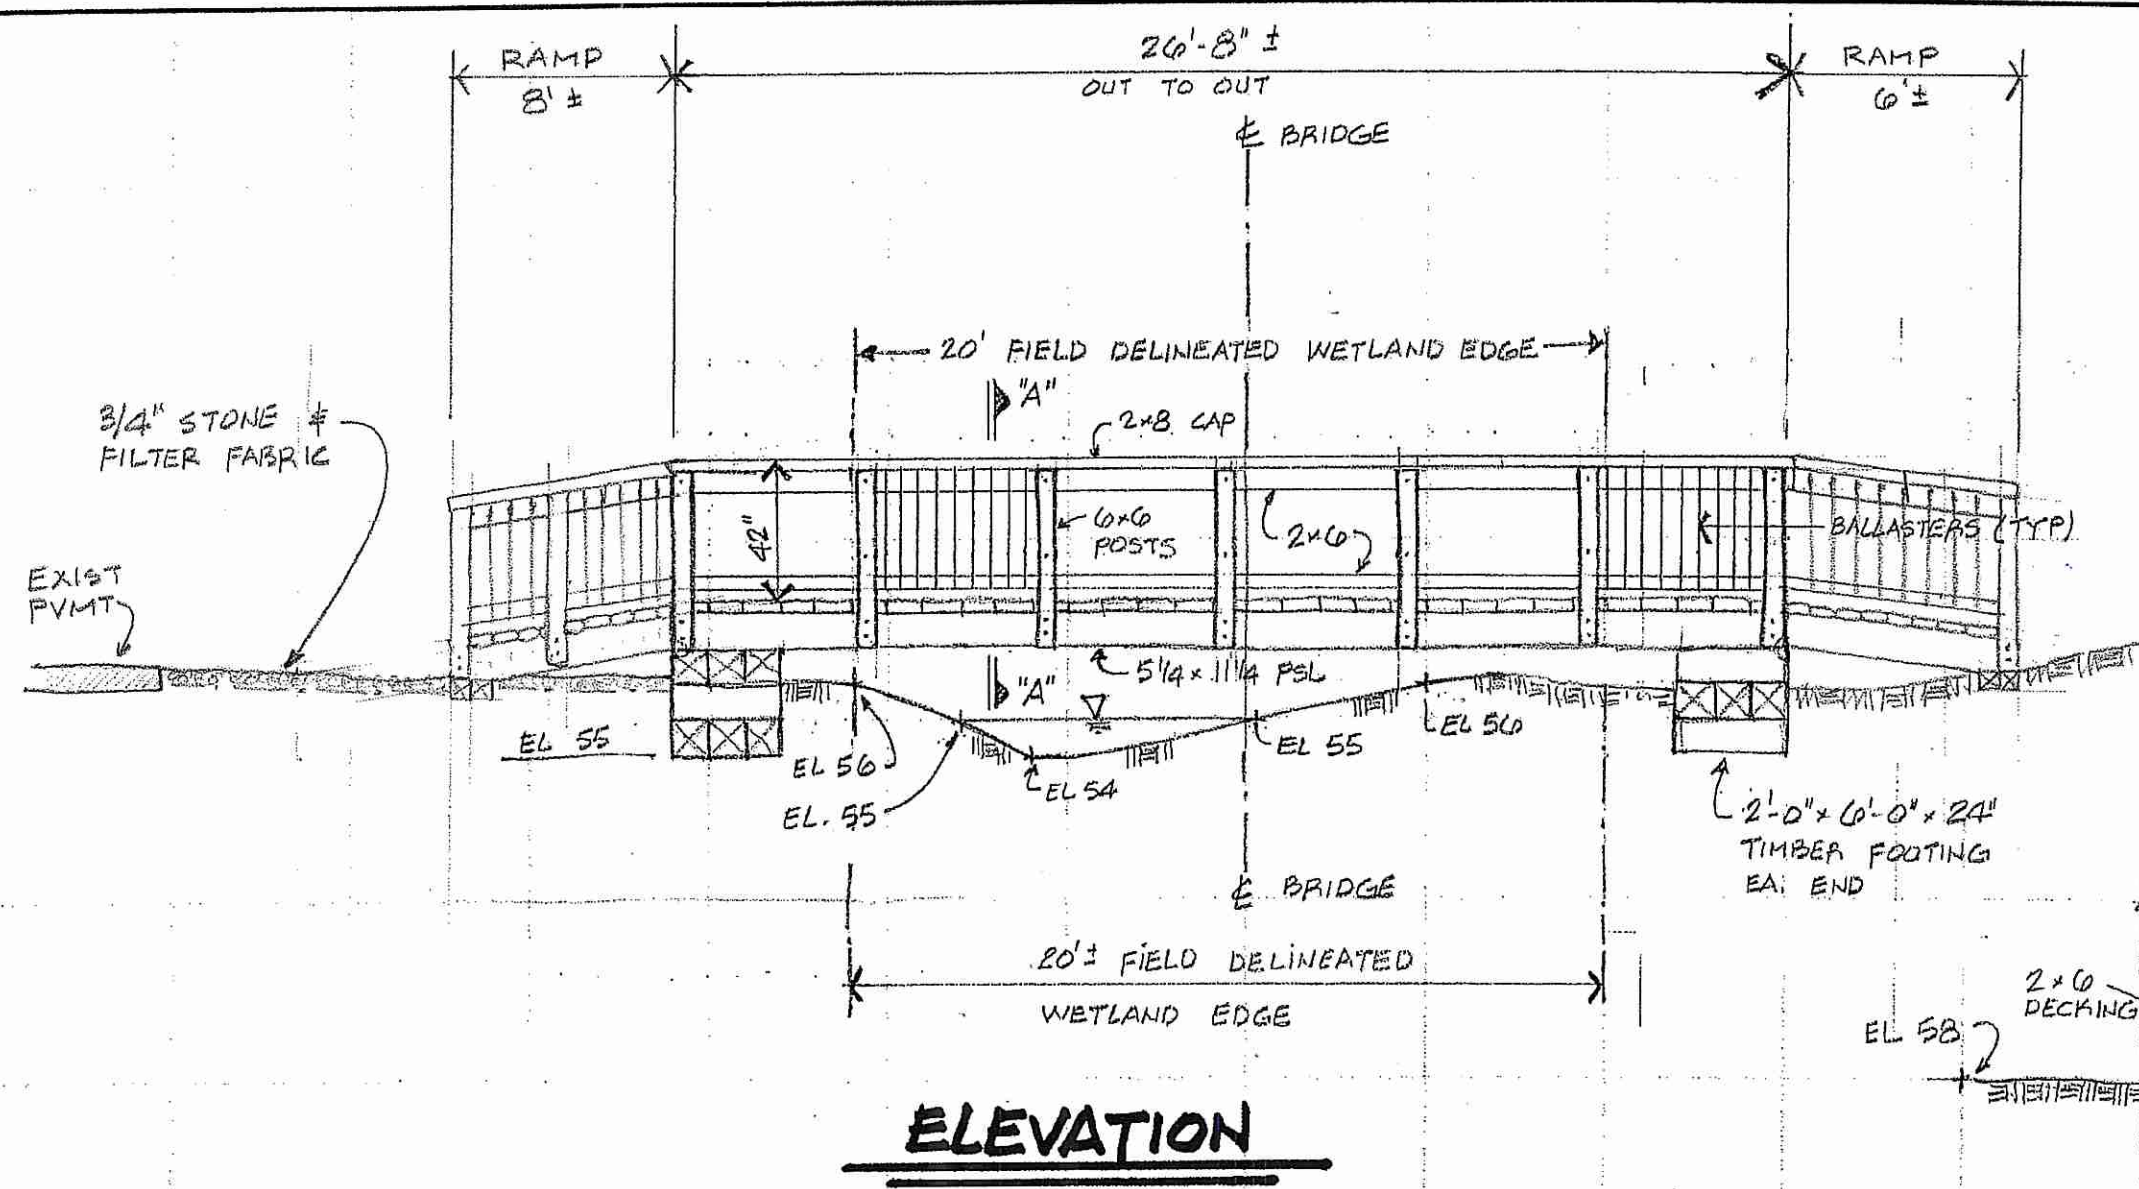 RAMP
8' ±
26'-8" ±
OUT TO OUT
RAMP
6' ±
℄ BRIDGE
20' FIELD DELINEATED WETLAND EDGE
"A"
2×8 CAP
3/4" STONE &
FILTER FABRIC
42"
6×6
POSTS
2×6
BALLASTERS (TYP)
EXIST
PVMT
"A"
5 1/4 × 11 1/4 PSL
EL 55
EL 56
EL. 55
EL 54
EL 55
EL 56
2'-0" × 6'-0" × 24"
TIMBER FOOTING
EA. END
℄ BRIDGE
20'± FIELD DELINEATED
WETLAND EDGE
2×6
DECKING
EL 58
ELEVATION